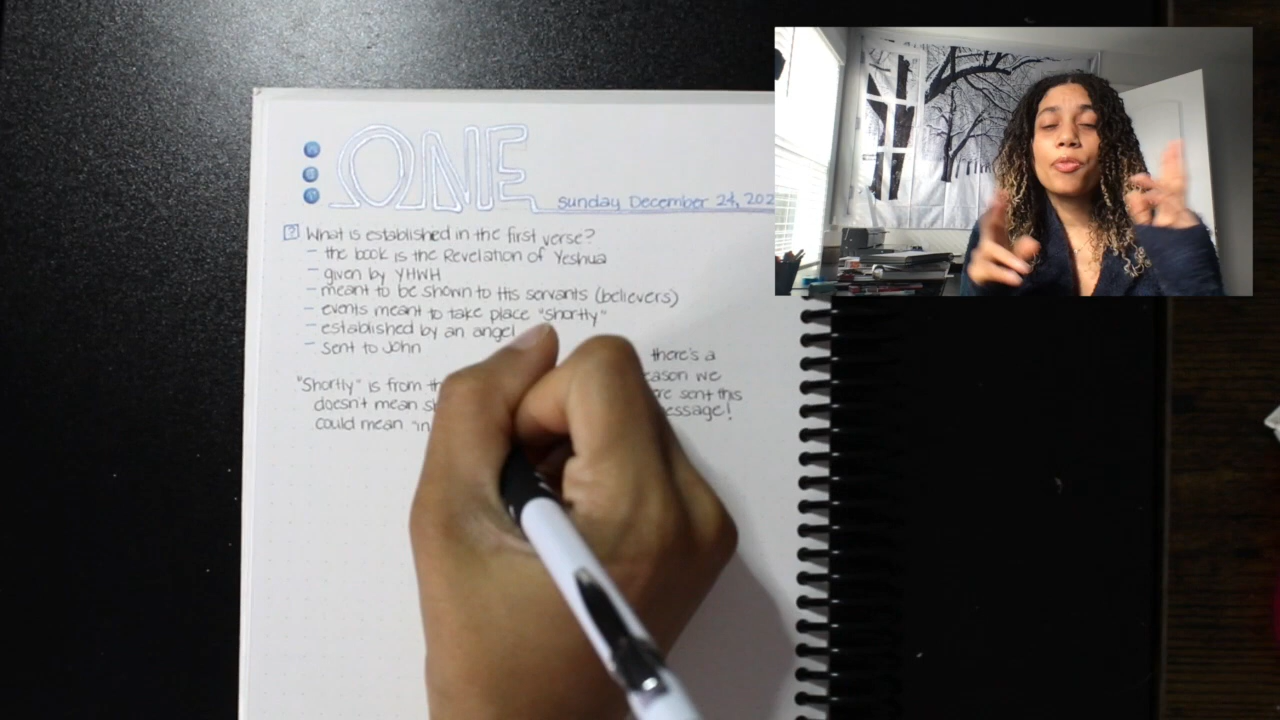 ONE
Sunday December 24, 202
? What is established in the first verse?
- the book is the Revelation of Yeshua
- given by YHWH
- meant to be shown to His servants (believers)
- events meant to take place "shortly"
- established by an angel
- sent to John
there's a
eason we
"Shortly" is from th
re sent this
doesn't mean s
essage!
could mean "in